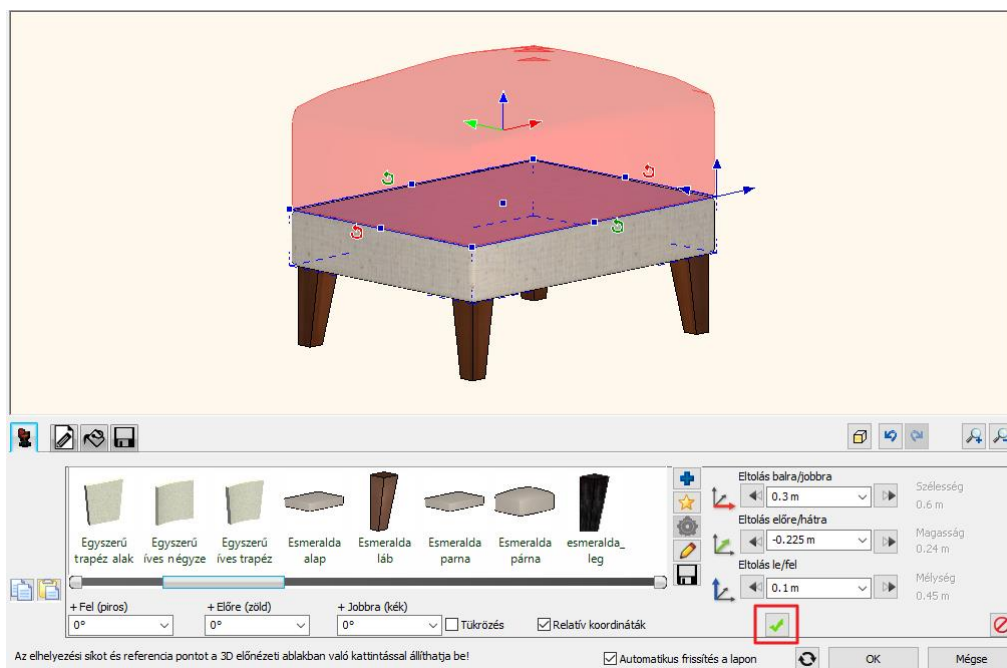 Eltolás balra/jobbra
0.3 m
Szélesség
0.6 m
Eltolás előre/hátra
-0.225 m
Magasság
0.24 m
Eltolás le/fel
0.1 m
Mélység
0.45 m
Egyszerű
trapéz alak
Egyszerű
íves négyze
Egyszerű
íves trapéz
Esmeralda
alap
Esmeralda
láb
Esmeralda
parna
Esmeralda
párna
esmeralda_
leg
+ Fel (piros)
0°
+ Előre (zöld)
0°
+ Jobbra (kék)
0°
Tükrözés
Relatív koordináták
Az elhelyezési síkot és referencia pontot a 3D előnézeti ablakban való kattintással állíthatja be!
Automatikus frissítés a lapon
OK
Mégse